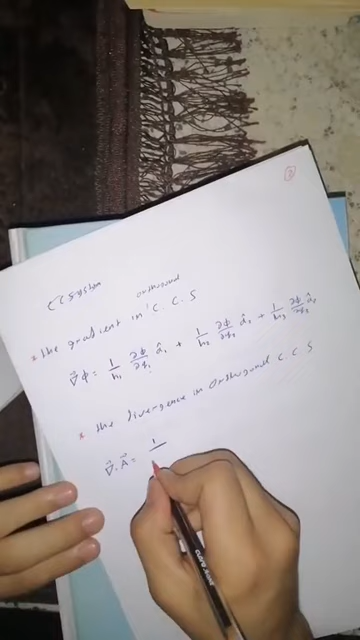 ②
C C System
orthogonal
* The gradient in C. C. S
∇⃗Φ = 1/h₁ ∂Φ/∂q₁ â₁ + 1/h₂ ∂Φ/∂q₂ â₂ + 1/h₃ ∂Φ/∂q₃ â₃
* The divergence in orthogonal C. C. S
∇⃗. A⃗ = 1